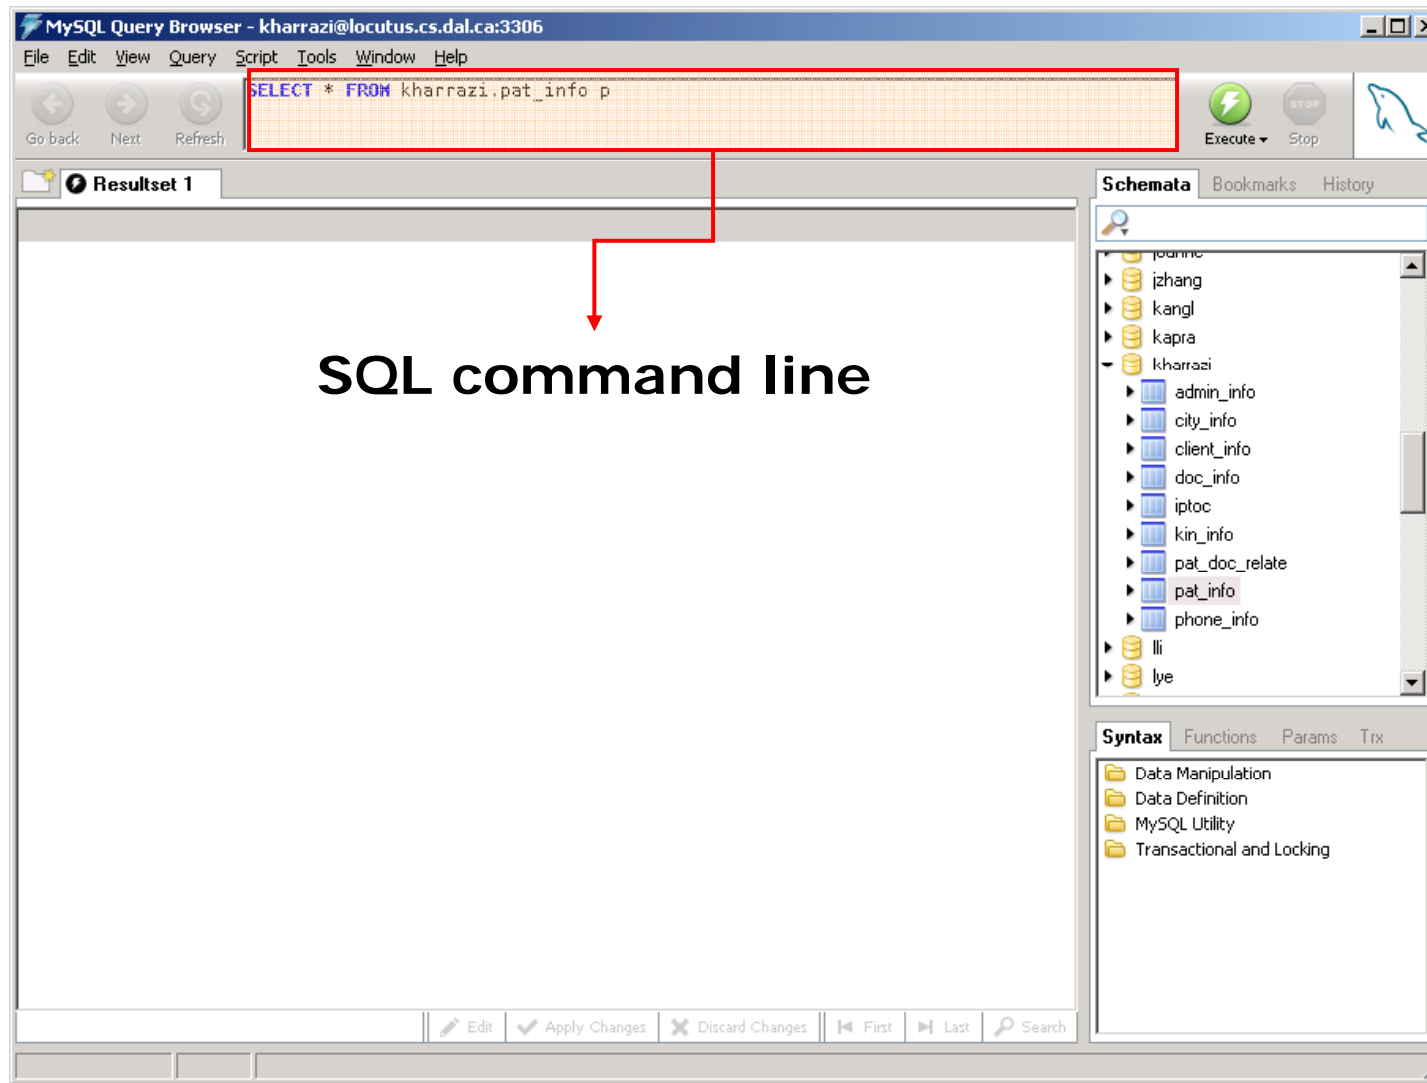 MySQL Query Browser - kharrazi@locutus.cs.dal.ca:3306
File Edit View Query Script Tools Window Help
SELECT * FROM kharrazi.pat_info p
Go back Next Refresh
Execute Stop
STOP
Resultset 1
Schemata Bookmarks History
jzhang
kangl
kapra
kharrazi
admin_info
city_info
client_info
doc_info
iptoc
kin_info
pat_doc_relate
pat_info
phone_info
lli
lye
SQL command line
Syntax Functions Params Trx
Data Manipulation
Data Definition
MySQL Utility
Transactional and Locking
Edit Apply Changes Discard Changes First Last Search